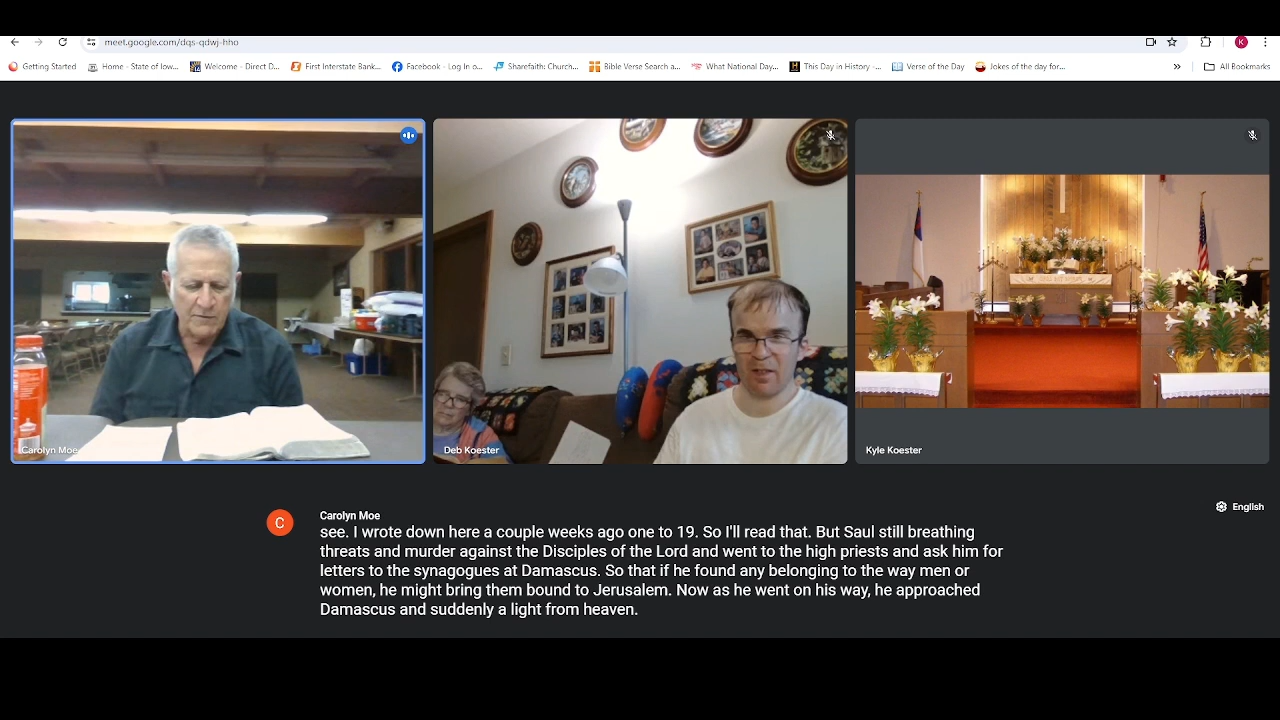 meet.google.com/dqs-qdwj-hho
Getting Started
Home - State of Iow...
Welcome - Direct D...
First Interstate Bank...
Facebook - Log In o...
Sharefaith: Church...
Bible Verse Search a...
What National Day...
This Day in History -...
Verse of the Day
Jokes of the day for...
»
All Bookmarks
K
Carolyn Moe
Deb Koester
Kyle Koester
English
C
Carolyn Moe
see. I wrote down here a couple weeks ago one to 19. So I'll read that. But Saul still breathing
threats and murder against the Disciples of the Lord and went to the high priests and ask him for
letters to the synagogues at Damascus. So that if he found any belonging to the way men or
women, he might bring them bound to Jerusalem. Now as he went on his way, he approached
Damascus and suddenly a light from heaven.